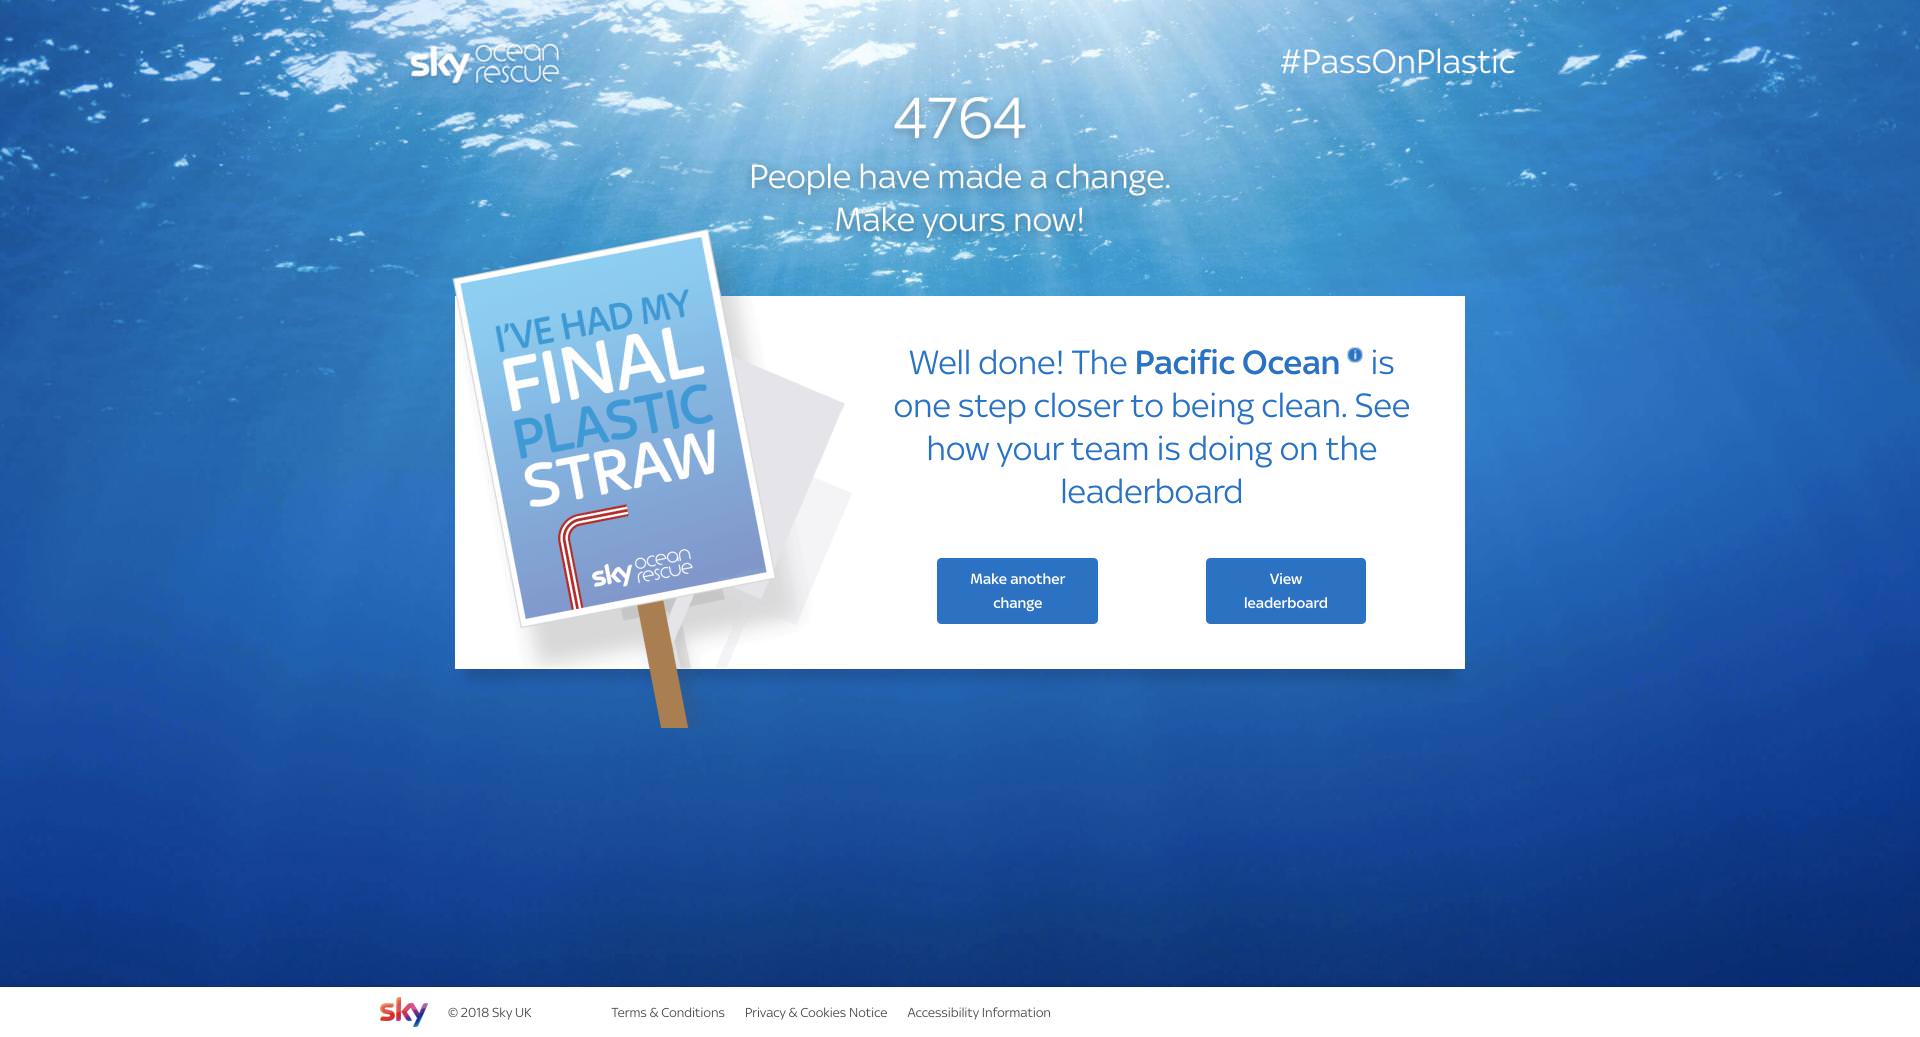 sky ocean rescue
#PassOnPlastic
4764
People have made a change.
Make yours now!
I'VE HAD MY
FINAL
PLASTIC
STRAW
sky ocean rescue
Well done! The Pacific Ocean i is
one step closer to being clean. See
how your team is doing on the
leaderboard
Make another
change
View
leaderboard
sky © 2018 Sky UK Terms & Conditions Privacy & Cookies Notice Accessibility Information